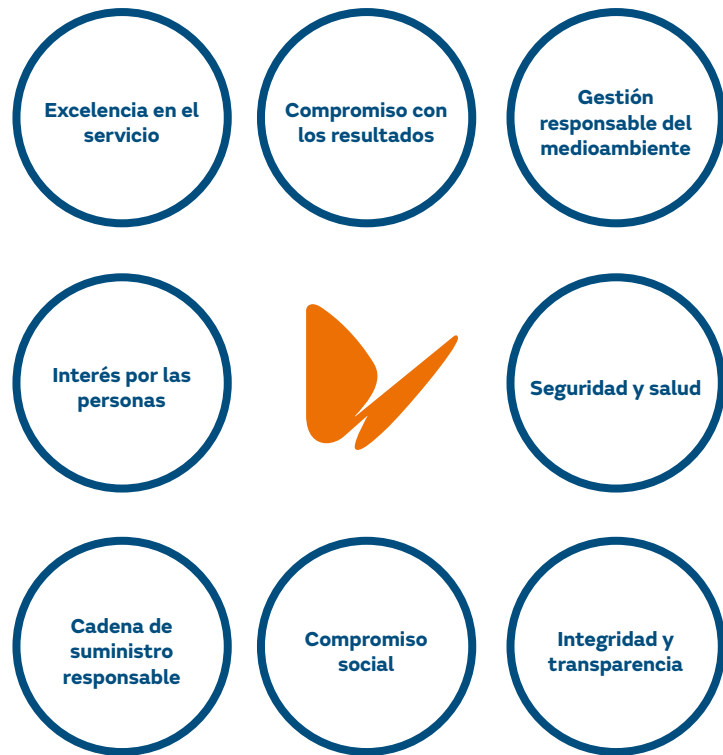 Excelencia en el
servicio
Compromiso con
los resultados
Gestión
responsable del
medioambiente
Interés por las
personas
Seguridad y salud
Cadena de
suministro
responsable
Compromiso
social
Integridad y
transparencia